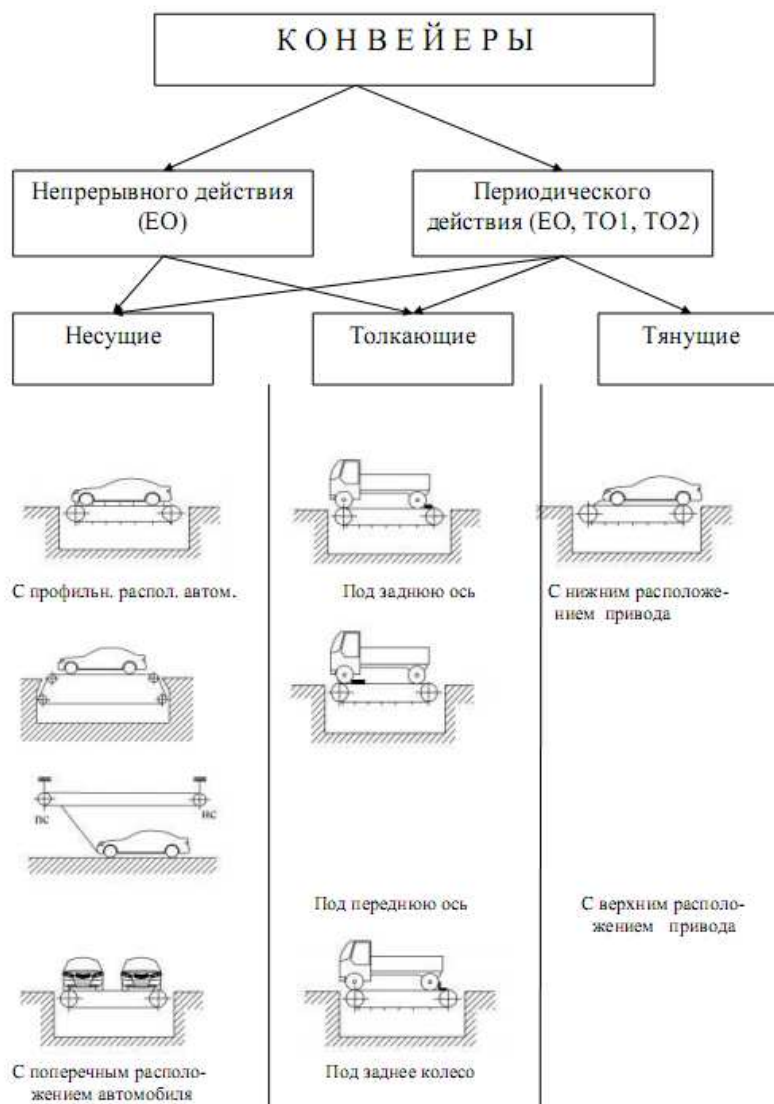 К О Н В Е Й Е Р Ы
Непрерывного действия
(ЕО)
Периодического
действия (ЕО, ТО1, ТО2)
Несущие
Толкающие
Тянущие
С профильн. распол. автом.
Под заднюю ось
С нижним расположе-
нием привода
пс
нс
Под переднюю ось
С верхним располо-
жением привода
С поперечным располо-
жением автомобиля
Под заднее колесо